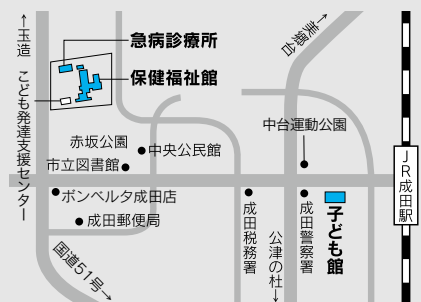 ←玉造
急病診療所
↑美郷台
保健福祉館
こども発達支援センター
中台運動公園
赤坂公園
中央公民館
市立図書館
JR成田駅
ボンベルタ成田店
成田郵便局
成田税務署
成田警察署
子ども館
公津の杜→
国道51号→